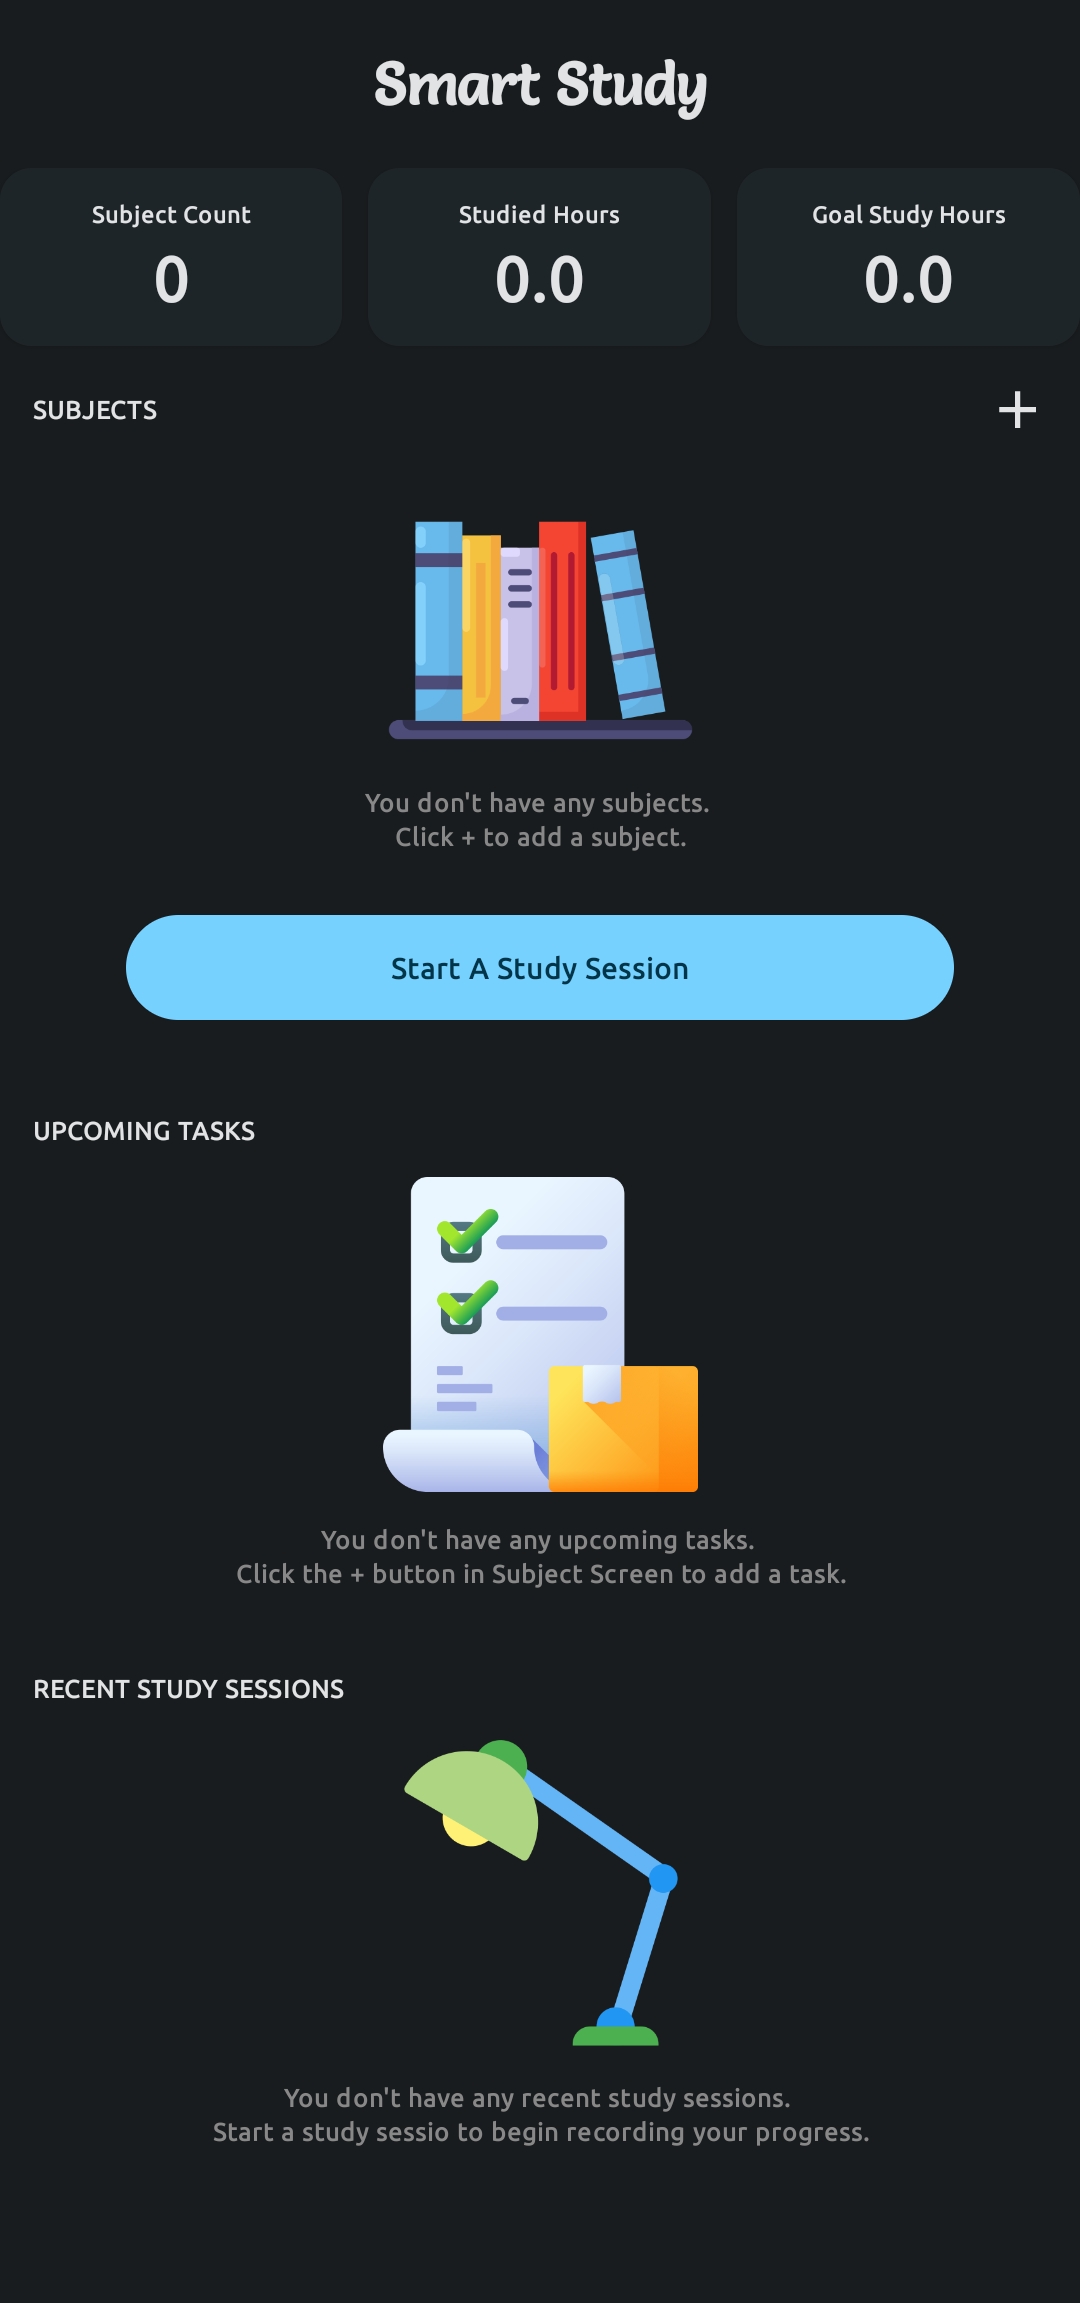 Smart Study
Subject Count
0
Studied Hours
0.0
Goal Study Hours
0.0
SUBJECTS
You don't have any subjects.
Click + to add a subject.
Start A Study Session
UPCOMING TASKS
You don't have any upcoming tasks.
Click the + button in Subject Screen to add a task.
RECENT STUDY SESSIONS
You don't have any recent study sessions.
Start a study sessio to begin recording your progress.